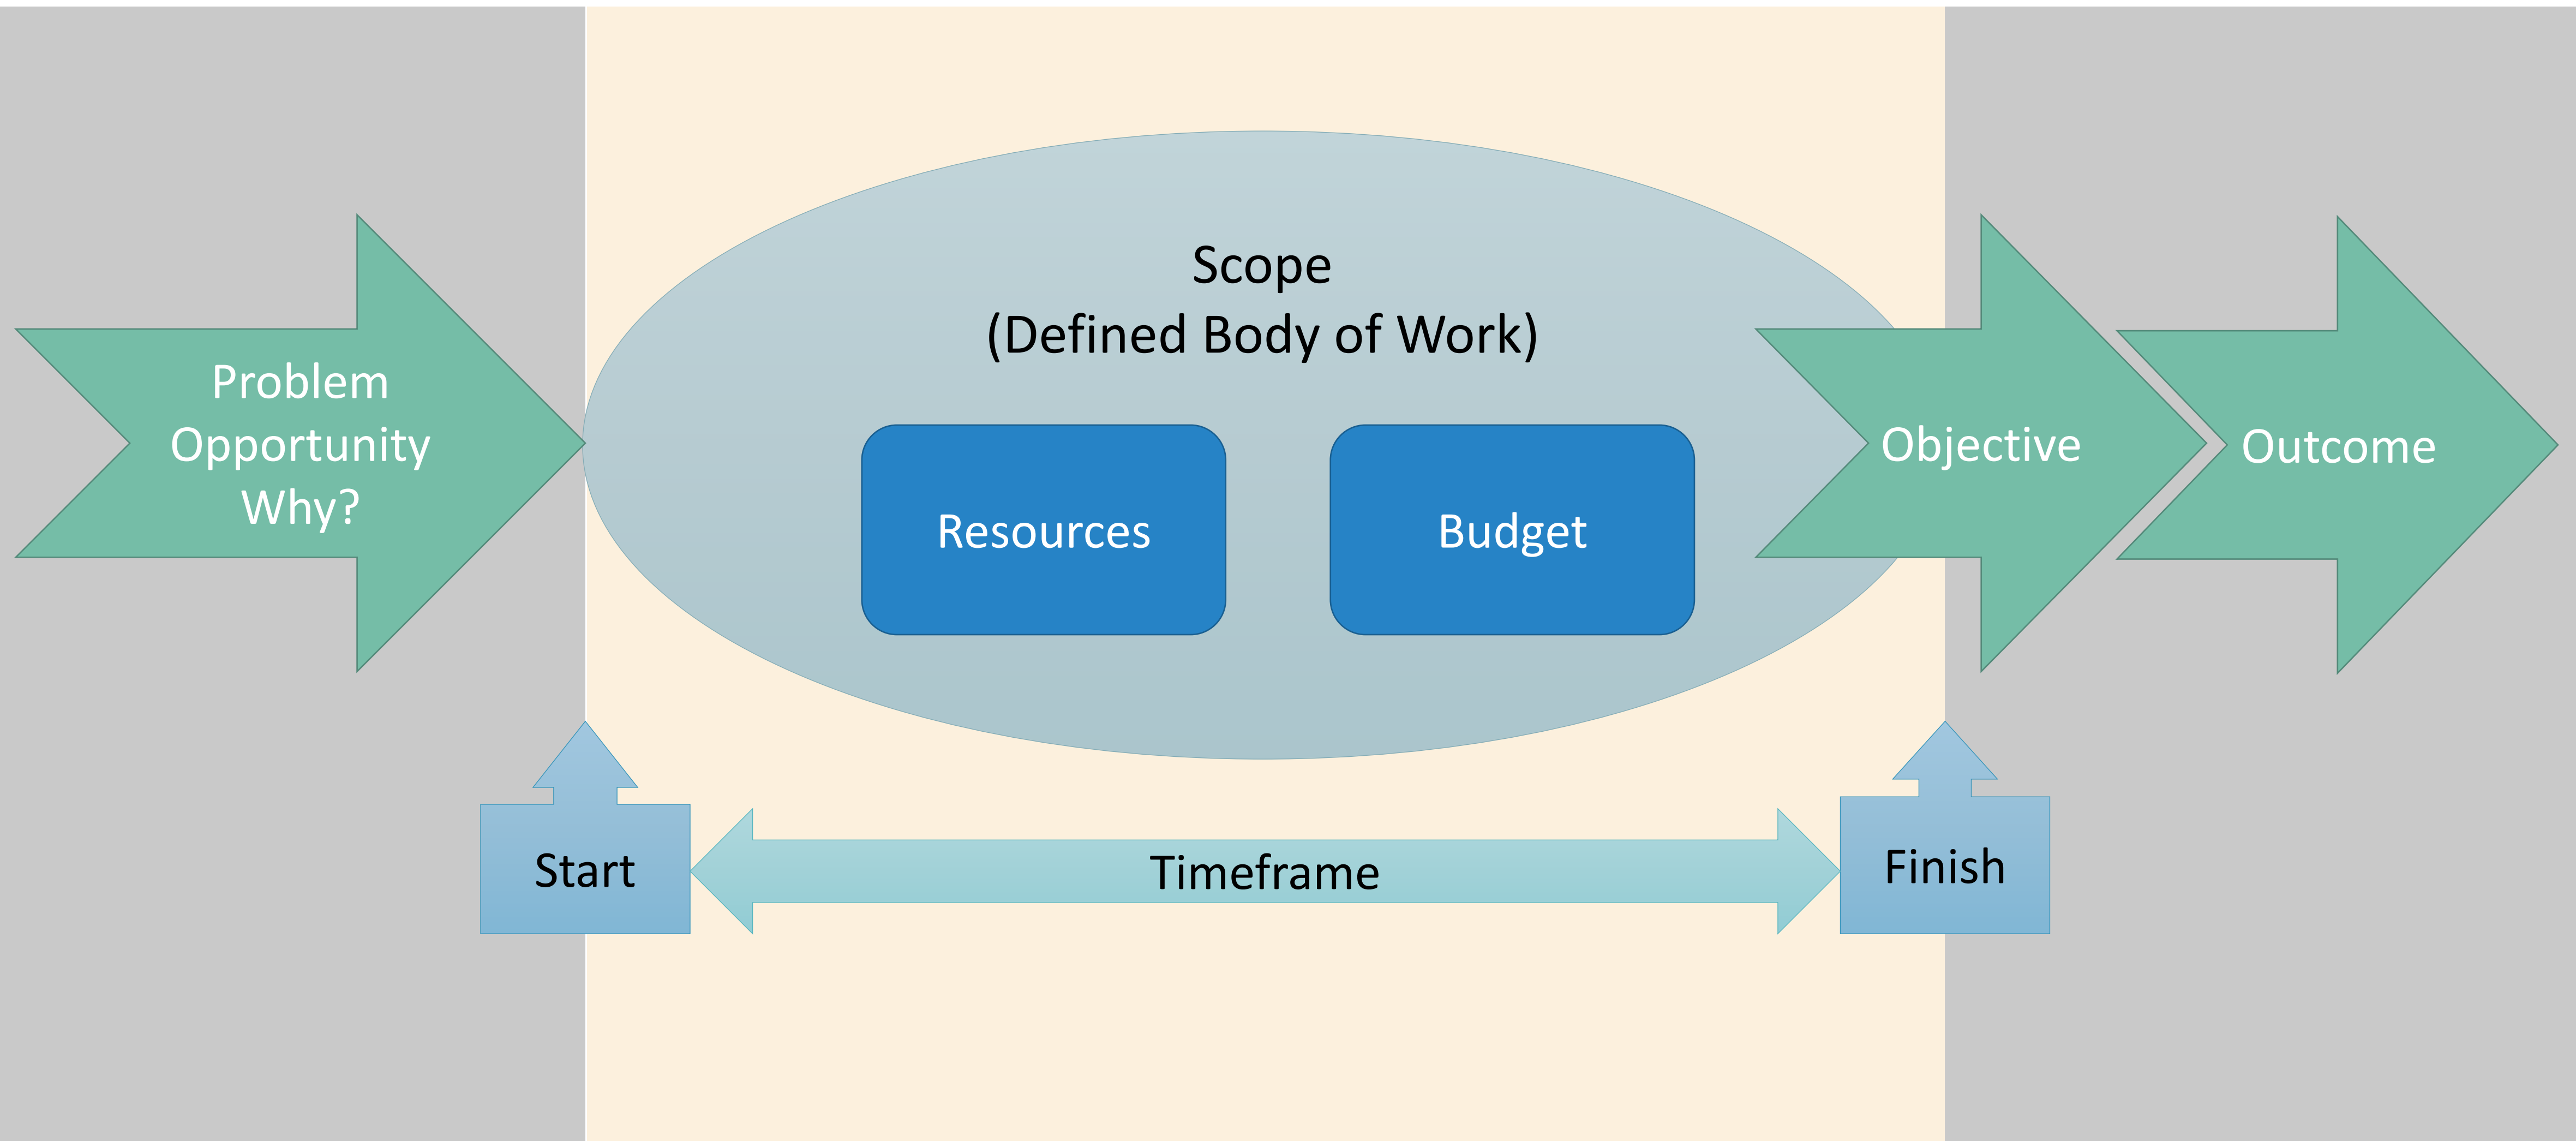 Problem
Opportunity
Why?
Scope
(Defined Body of Work)
Resources
Budget
Objective
Outcome
Start
Timeframe
Finish